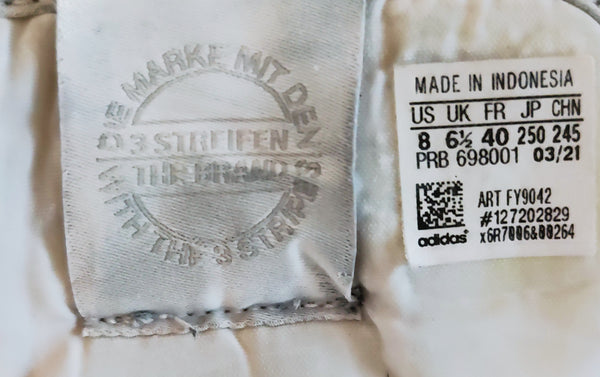 DIE MARKE MIT DEN
3 STREIFEN
THE BRAND
WITH THE 3 STRIPES
MADE IN INDONESIA
US UK FR JP CHN
8 6½ 40 250 245
PRB 698001 03/21
ART FY9042
#127202829
adidas® x6R7006&00264